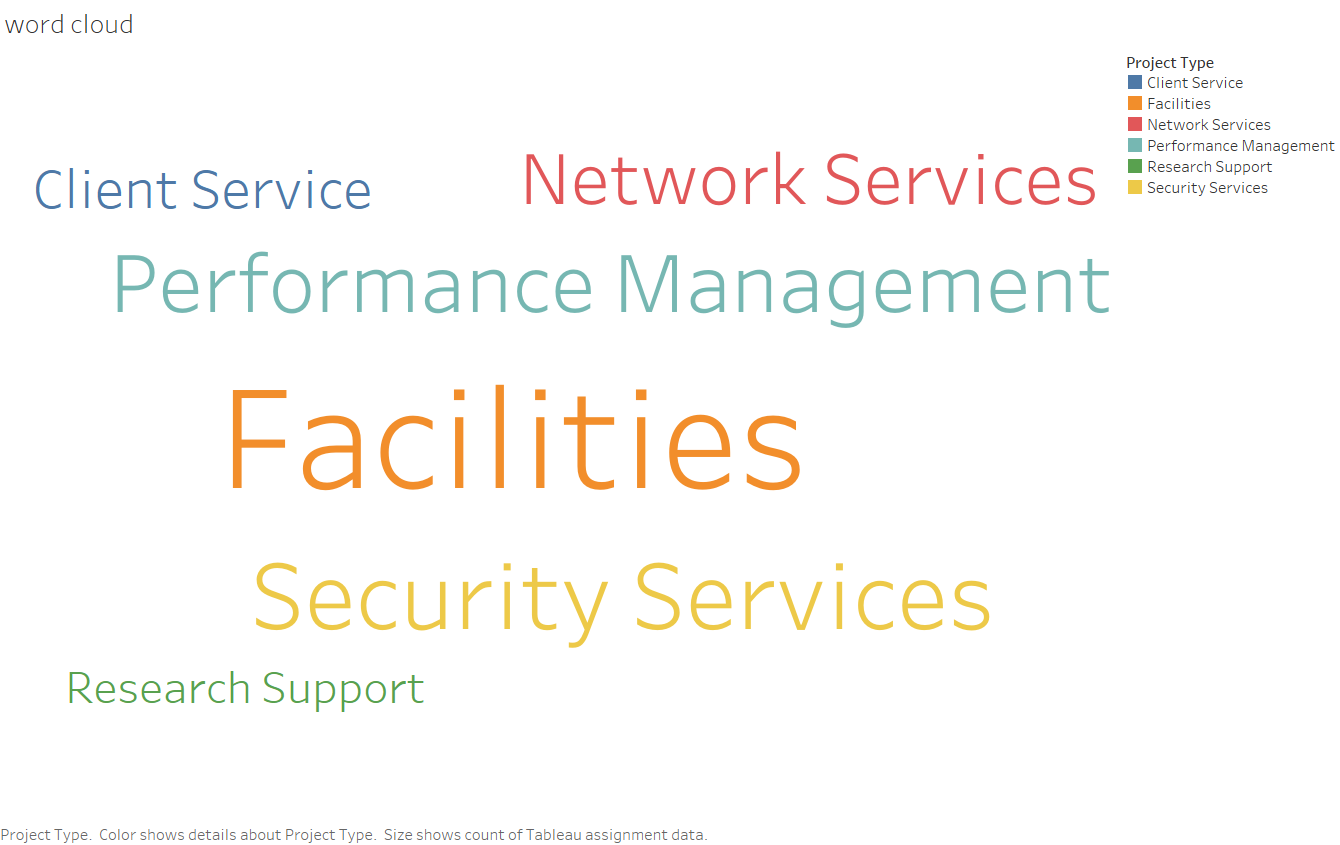 word cloud
Project Type
Client Service
Facilities
Network Services
Performance Management
Research Support
Security Services
Client Service
Network Services
Performance Management
Facilities
Security Services
Research Support
Project Type.  Color shows details about Project Type.  Size shows count of Tableau assignment data.